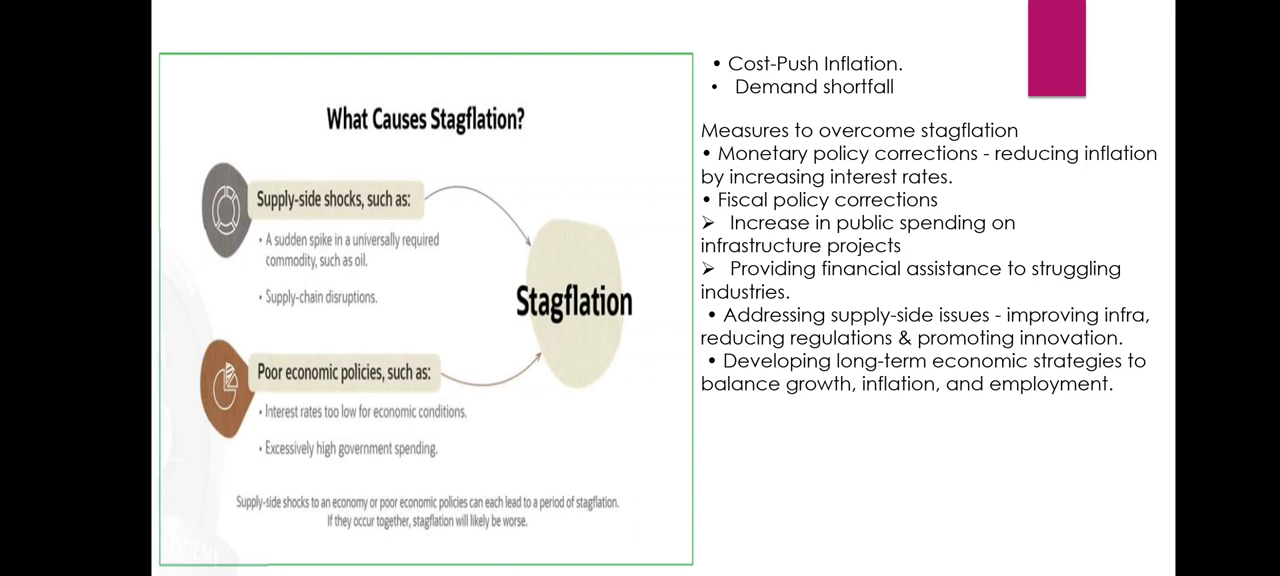 What Causes Stagflation?
Supply-side shocks, such as:
• A sudden spike in a universally required
commodity, such as oil.
• Supply-chain disruptions.
Stagflation
Poor economic policies, such as:
• Interest rates too low for economic conditions.
• Excessively high government spending.
Supply-side shocks to an economy or poor economic policies can each lead to a period of stagflation.
If they occur together, stagflation will likely be worse.
• Cost-Push Inflation.
• Demand shortfall
Measures to overcome stagflation
• Monetary policy corrections - reducing inflation
by increasing interest rates.
• Fiscal policy corrections
➢ Increase in public spending on
infrastructure projects
➢ Providing financial assistance to struggling
industries.
• Addressing supply-side issues - improving infra,
reducing regulations & promoting innovation.
• Developing long-term economic strategies to
balance growth, inflation, and employment.